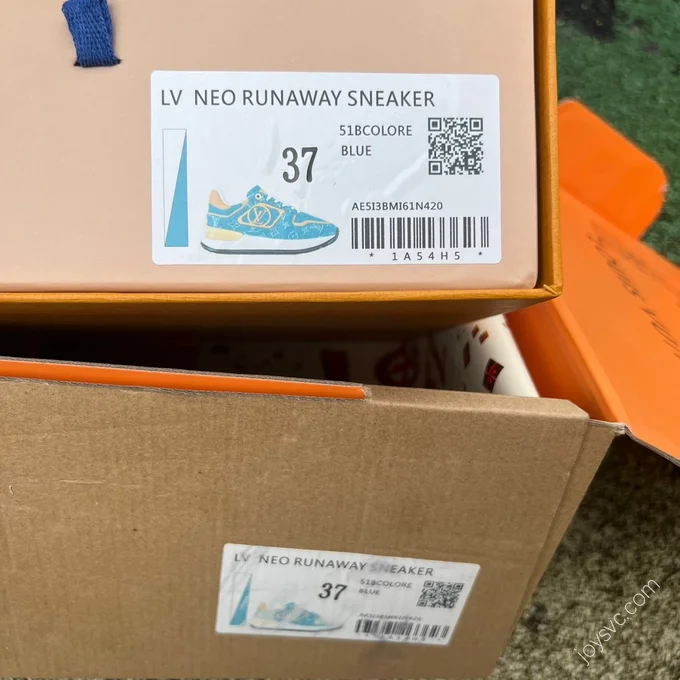 LV NEO RUNAWAY SNEAKER
51BCOLORE
BLUE
37
AE5I3BMI61N420
* 1A54H5 *
LV NEO RUNAWAY SNEAKER
51BCOLORE
BLUE
37
joysvc.com